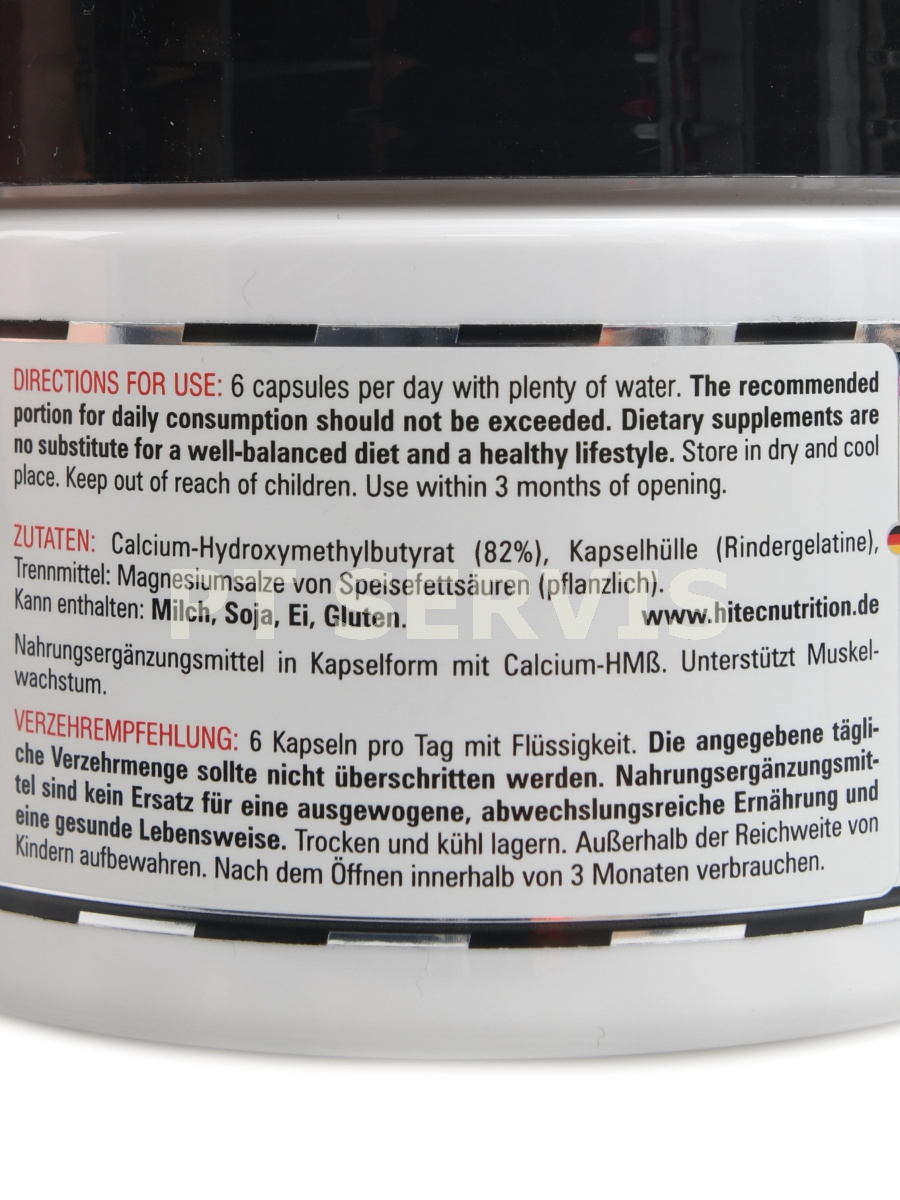 DIRECTIONS FOR USE: 6 capsules per day with plenty of water. The recommended
portion for daily consumption should not be exceeded. Dietary supplements are
no substitute for a well-balanced diet and a healthy lifestyle. Store in dry and cool
place. Keep out of reach of children. Use within 3 months of opening.
ZUTATEN: Calcium-Hydroxymethylbutyrat (82%), Kapselhülle (Rindergelatine),
Trennmittel: Magnesiumsalze von Speisefettsäuren (pflanzlich).
Kann enthalten: Milch, Soja, Ei, Gluten. www.hitecnutrition.de
PT SERVIS
Nahrungsergänzungsmittel in Kapselform mit Calcium-HMß. Unterstützt Muskel-
wachstum.
VERZEHREMPFEHLUNG: 6 Kapseln pro Tag mit Flüssigkeit. Die angegebene tägli-
che Verzehrmenge sollte nicht überschritten werden. Nahrungsergänzungsmit-
tel sind kein Ersatz für eine ausgewogene, abwechslungsreiche Ernährung und
eine gesunde Lebensweise. Trocken und kühl lagern. Außerhalb der Reichweite von
Kindern aufbewahren. Nach dem Öffnen innerhalb von 3 Monaten verbrauchen.